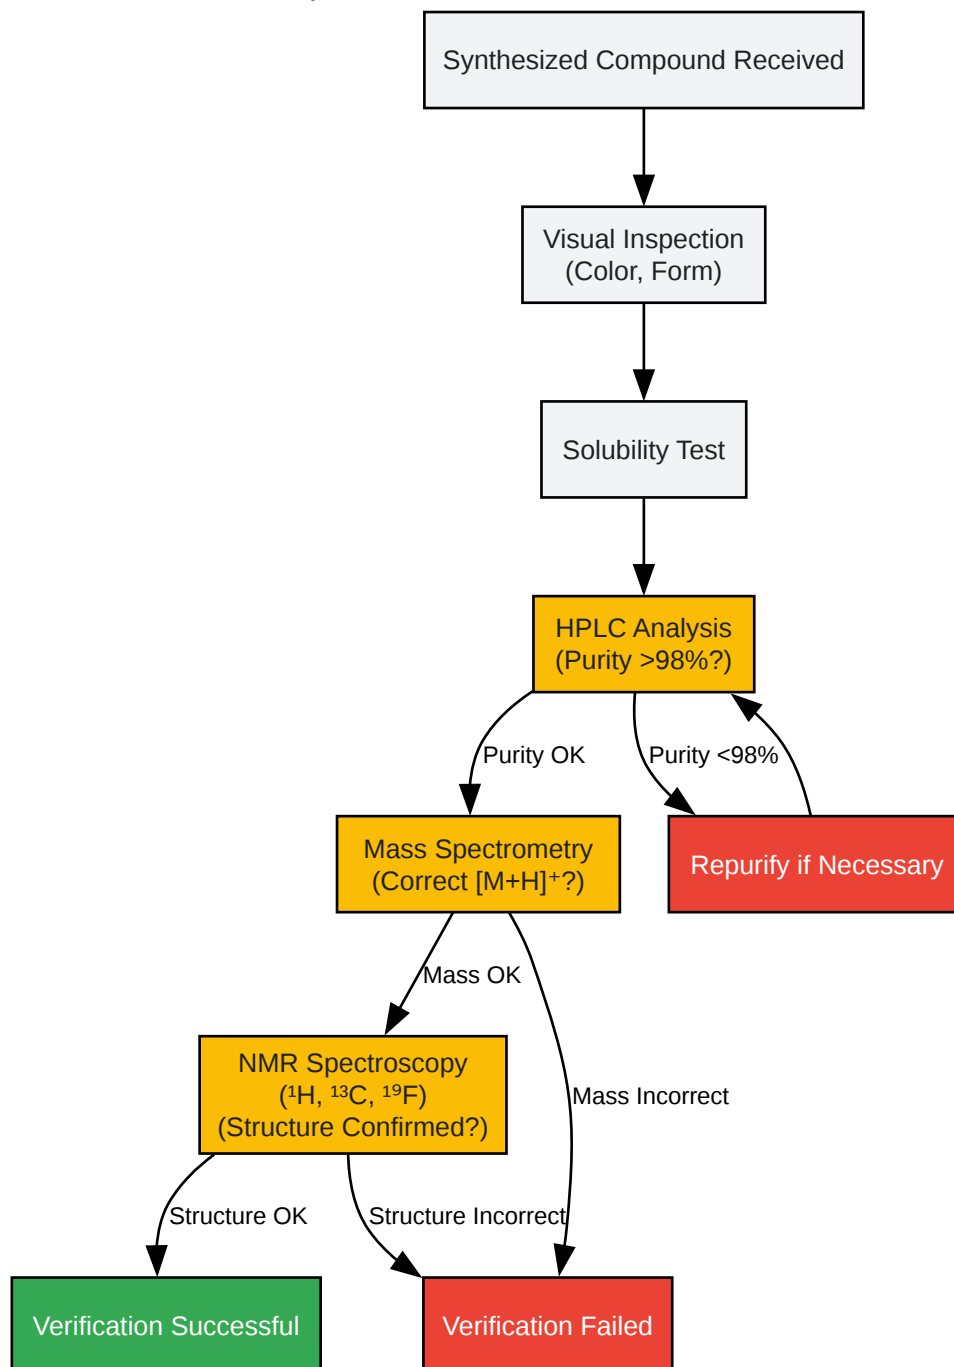 Synthesized Compound Received
Visual Inspection
(Color, Form)
Solubility Test
HPLC Analysis
(Purity >98%?)
Purity OK
Purity <98%
Mass Spectrometry
(Correct [M+H]⁺?)
Repurify if Necessary
Mass OK
NMR Spectroscopy
(¹H, ¹³C, ¹⁹F)
(Structure Confirmed?)
Mass Incorrect
Structure OK
Structure Incorrect
Verification Successful
Verification Failed